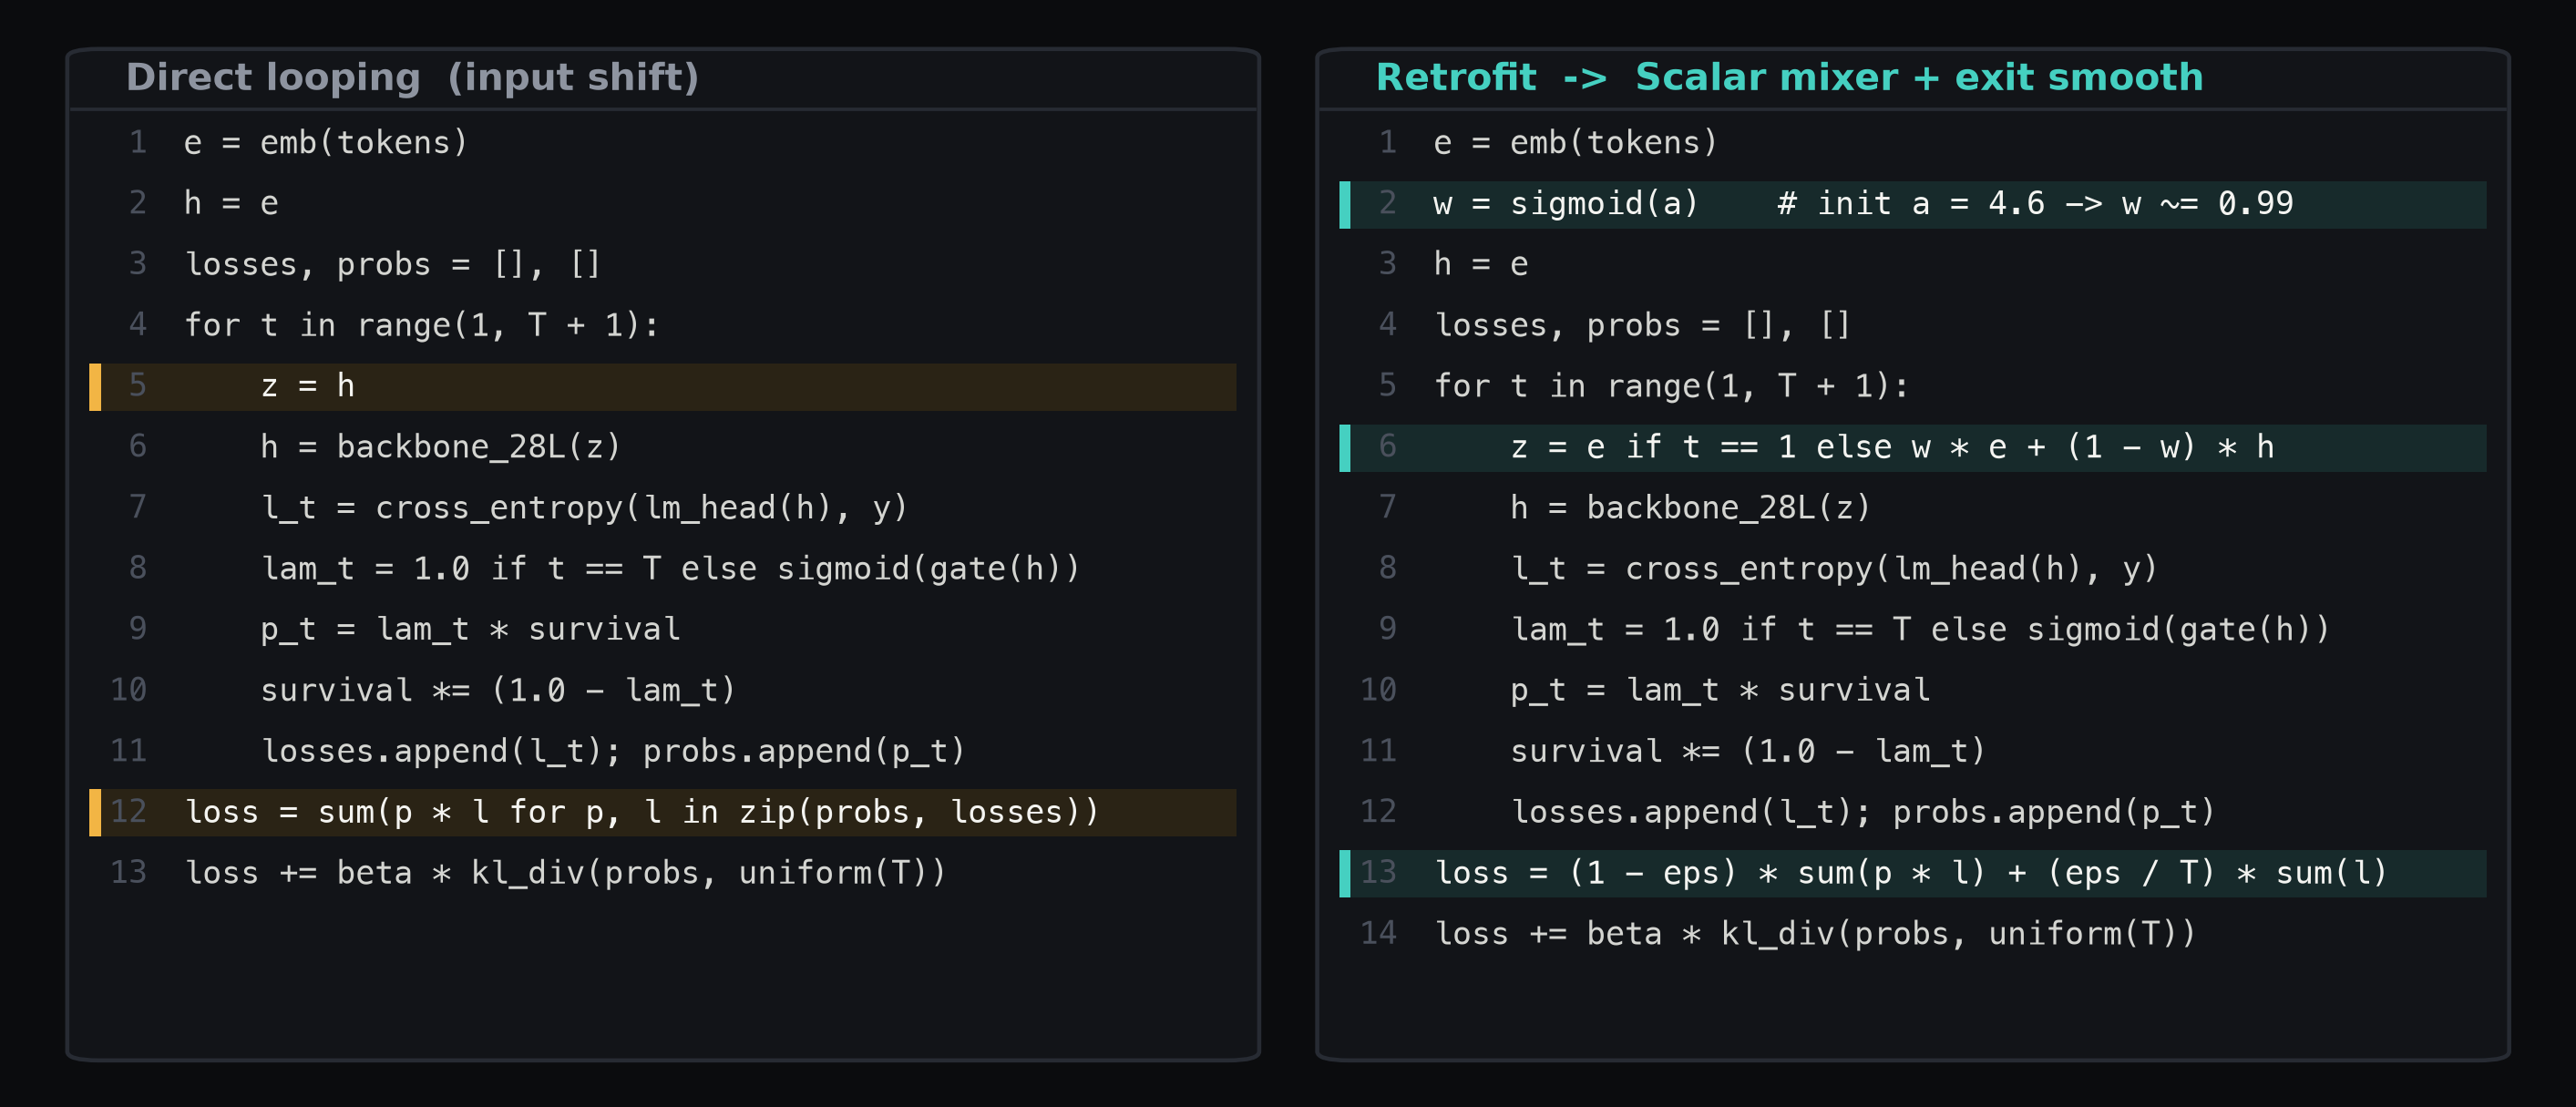 Direct looping  (input shift)
1 e = emb(tokens)
2 h = e
3 losses, probs = [], []
4 for t in range(1, T + 1):
5     z = h
6     h = backbone_28L(z)
7     l_t = cross_entropy(lm_head(h), y)
8     lam_t = 1.0 if t == T else sigmoid(gate(h))
9     p_t = lam_t * survival
10     survival *= (1.0 − lam_t)
11     losses.append(l_t); probs.append(p_t)
12 loss = sum(p * l for p, l in zip(probs, losses))
13 loss += beta * kl_div(probs, uniform(T))
Retrofit  ->  Scalar mixer + exit smooth
1 e = emb(tokens)
2 w = sigmoid(a)    # init a = 4.6 −> w ~= 0.99
3 h = e
4 losses, probs = [], []
5 for t in range(1, T + 1):
6     z = e if t == 1 else w * e + (1 − w) * h
7     h = backbone_28L(z)
8     l_t = cross_entropy(lm_head(h), y)
9     lam_t = 1.0 if t == T else sigmoid(gate(h))
10     p_t = lam_t * survival
11     survival *= (1.0 − lam_t)
12     losses.append(l_t); probs.append(p_t)
13 loss = (1 − eps) * sum(p * l) + (eps / T) * sum(l)
14 loss += beta * kl_div(probs, uniform(T))